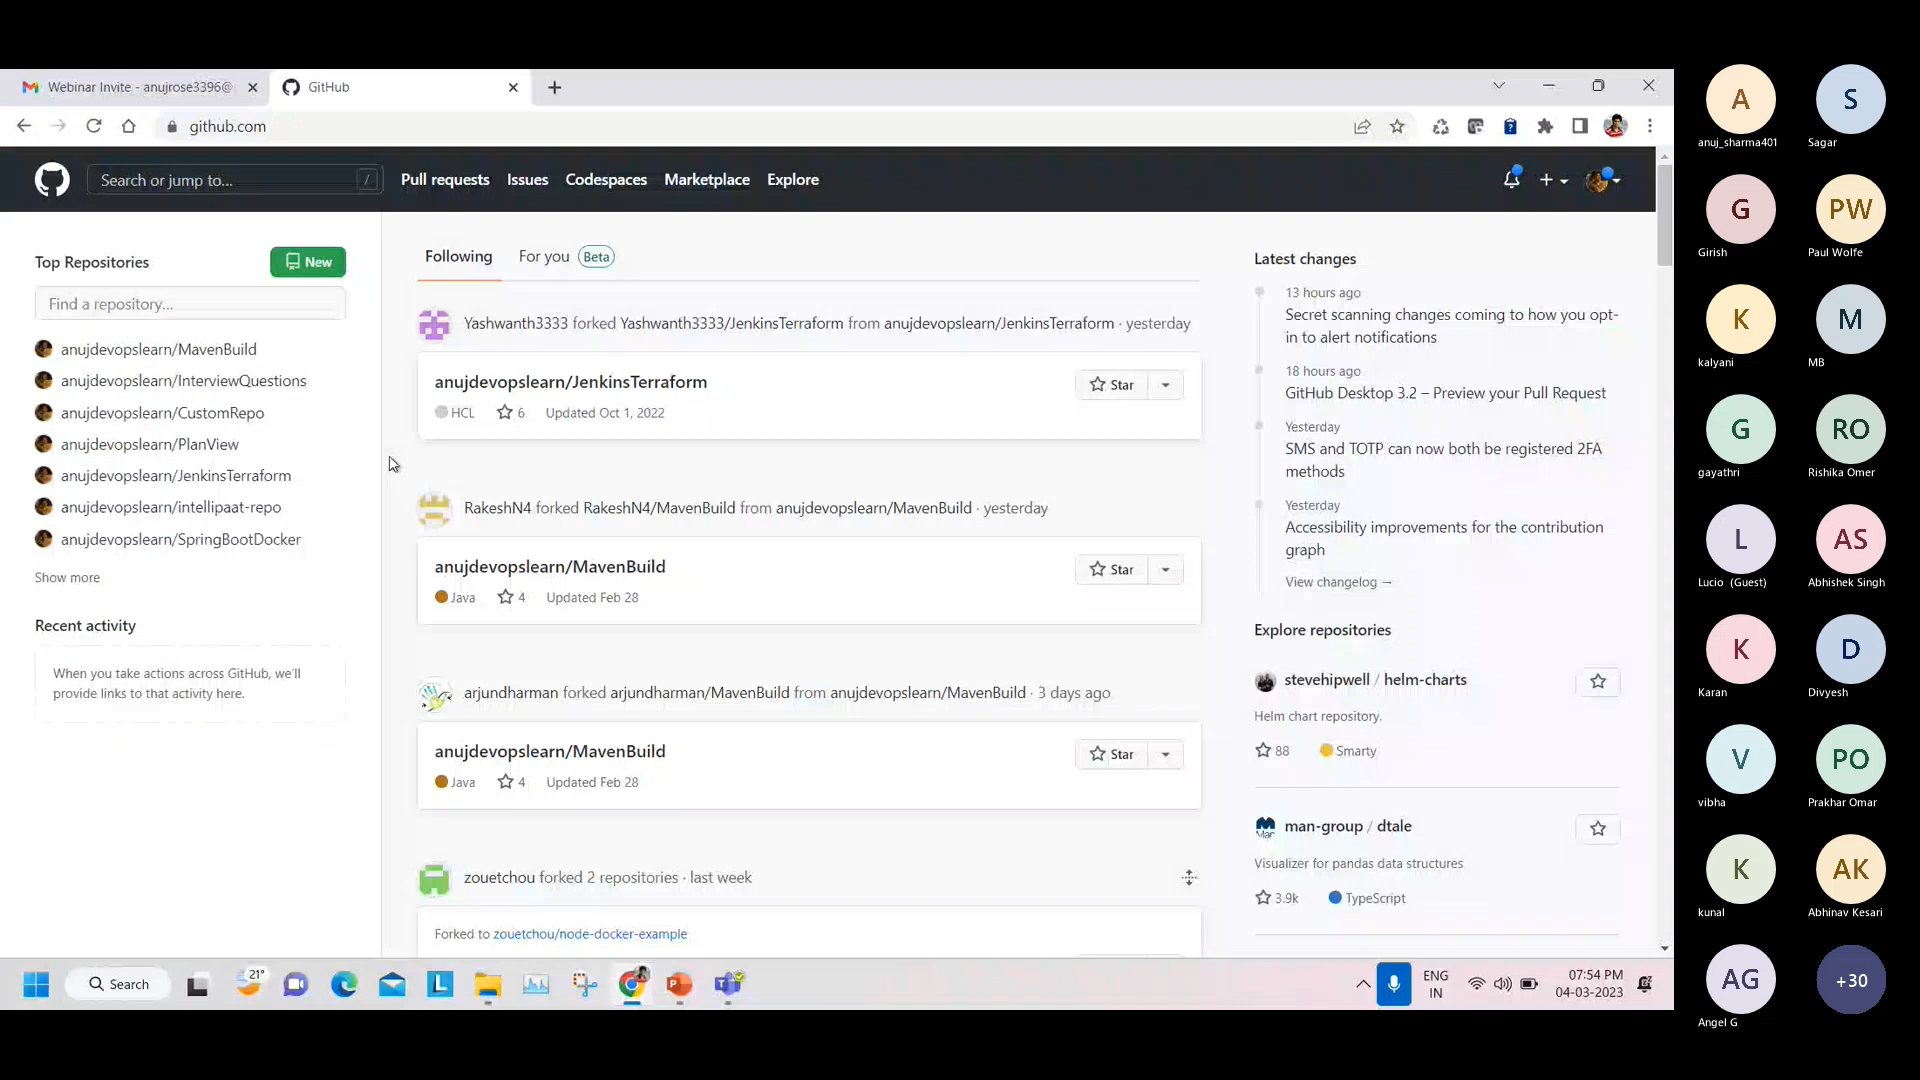 Webinar Invite - anujrose3396@
GitHub
github.com
Search or jump to...
/
Pull requests
Issues
Codespaces
Marketplace
Explore
Top Repositories
New
Find a repository...
anujdevopslearn/MavenBuild
anujdevopslearn/InterviewQuestions
anujdevopslearn/CustomRepo
anujdevopslearn/PlanView
anujdevopslearn/JenkinsTerraform
anujdevopslearn/intellipaat-repo
anujdevopslearn/SpringBootDocker
Show more
Recent activity
When you take actions across GitHub, we'll
provide links to that activity here.
Following
For you Beta
Yashwanth3333 forked Yashwanth3333/JenkinsTerraform from anujdevopslearn/JenkinsTerraform · yesterday
anujdevopslearn/JenkinsTerraform
Star
HCL 6 Updated Oct 1, 2022
RakeshN4 forked RakeshN4/MavenBuild from anujdevopslearn/MavenBuild · yesterday
anujdevopslearn/MavenBuild
Star
Java 4 Updated Feb 28
arjundharman forked arjundharman/MavenBuild from anujdevopslearn/MavenBuild · 3 days ago
anujdevopslearn/MavenBuild
Star
Java 4 Updated Feb 28
zouetchou forked 2 repositories · last week
Forked to zouetchou/node-docker-example
Latest changes
13 hours ago
Secret scanning changes coming to how you opt-
in to alert notifications
18 hours ago
GitHub Desktop 3.2 – Preview your Pull Request
Yesterday
SMS and TOTP can now both be registered 2FA
methods
Yesterday
Accessibility improvements for the contribution
graph
View changelog →
Explore repositories
stevehipwell / helm-charts
Helm chart repository.
88 Smarty
man-group / dtale
Visualizer for pandas data structures
3.9k TypeScript
21°
Search
ENG
IN
07:54 PM
04-03-2023
A
anuj_sharma401
S
Sagar
G
Girish
PW
Paul Wolfe
K
kalyani
M
MB
G
gayathri
RO
Rishika Omer
L
Lucio (Guest)
AS
Abhishek Singh
K
Karan
D
Divyesh
V
vibha
PO
Prakhar Omar
K
kunal
AK
Abhinav Kesari
AG
Angel G
+30